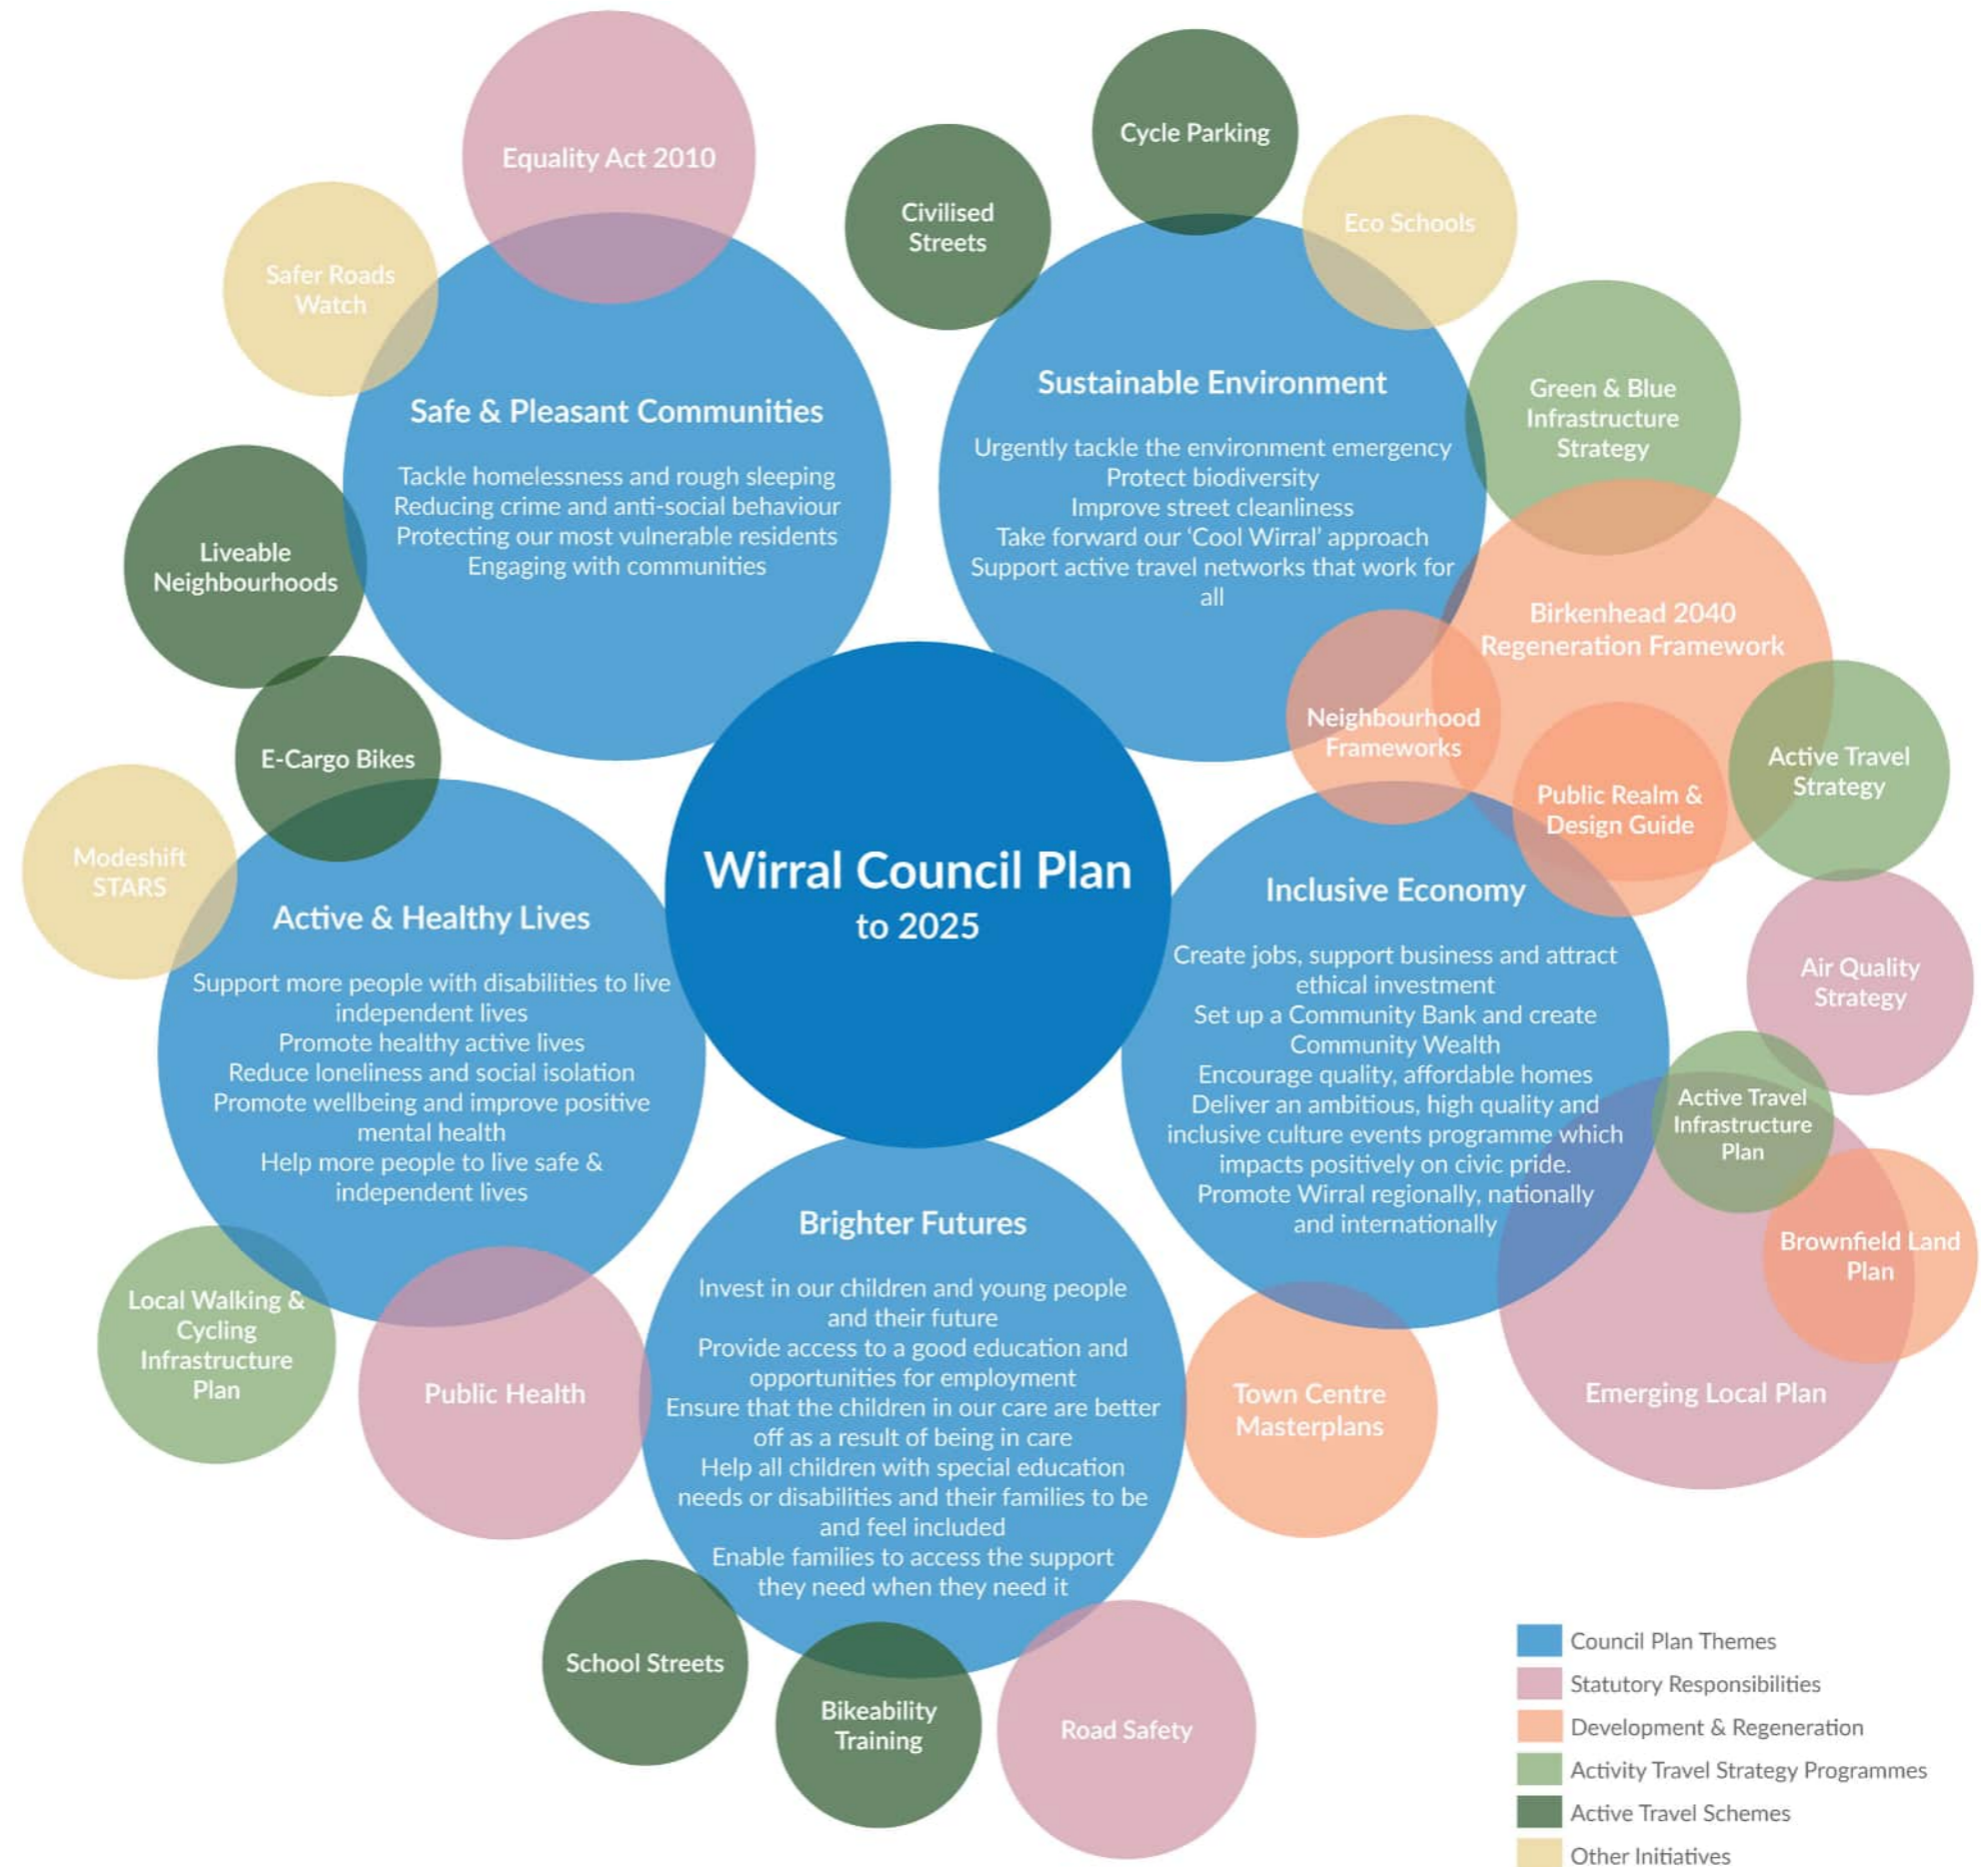 Equality Act 2010
Cycle Parking
Civilised
Streets
Eco Schools
Safer Roads
Watch
Safe & Pleasant Communities
Tackle homelessness and rough sleeping
Reducing crime and anti-social behaviour
Protecting our most vulnerable residents
Engaging with communities
Sustainable Environment
Urgently tackle the environment emergency
Protect biodiversity
Improve street cleanliness
Take forward our ‘Cool Wirral’ approach
Support active travel networks that work for
all
Green & Blue
Infrastructure
Strategy
Liveable
Neighbourhoods
Birkenhead 2040
Regeneration Framework
Neighbourhood
Frameworks
E-Cargo Bikes
Active Travel
Strategy
Public Realm &
Design Guide
Modeshift
STARS
Wirral Council Plan
to 2025
Active & Healthy Lives
Support more people with disabilities to live
independent lives
Promote healthy active lives
Reduce loneliness and social isolation
Promote wellbeing and improve positive
mental health
Help more people to live safe &
independent lives
Inclusive Economy
Create jobs, support business and attract
ethical investment
Set up a Community Bank and create
Community Wealth
Encourage quality, affordable homes
Deliver an ambitious, high quality and
inclusive culture events programme which
impacts positively on civic pride.
Promote Wirral regionally, nationally
and internationally
Air Quality
Strategy
Active Travel
Infrastructure
Plan
Brownfield Land
Plan
Emerging Local Plan
Brighter Futures
Invest in our children and young people
and their future
Provide access to a good education and
opportunities for employment
Ensure that the children in our care are better
off as a result of being in care
Help all children with special education
needs or disabilities and their families to be
and feel included
Enable families to access the support
they need when they need it
Local Walking &
Cycling
Infrastructure
Plan
Public Health
Town Centre
Masterplans
School Streets
Bikeability
Training
Road Safety
Council Plan Themes
Statutory Responsibilities
Development & Regeneration
Activity Travel Strategy Programmes
Active Travel Schemes
Other Initiatives